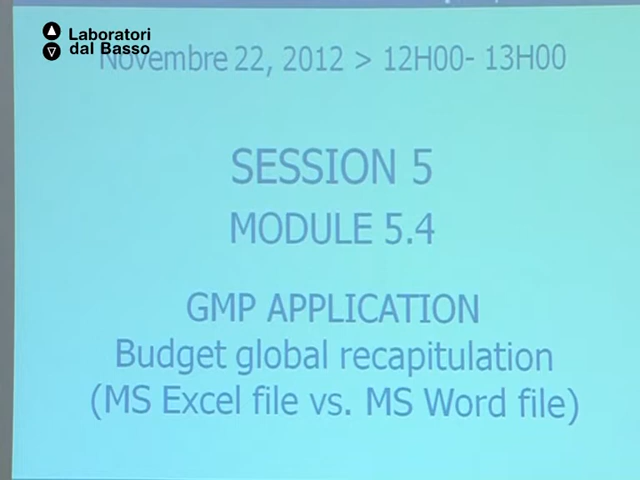 Laboratori
dal Basso
Novembre 22, 2012 > 12H00- 13H00
SESSION 5
MODULE 5.4
GMP APPLICATION
Budget global recapitulation
(MS Excel file vs. MS Word file)